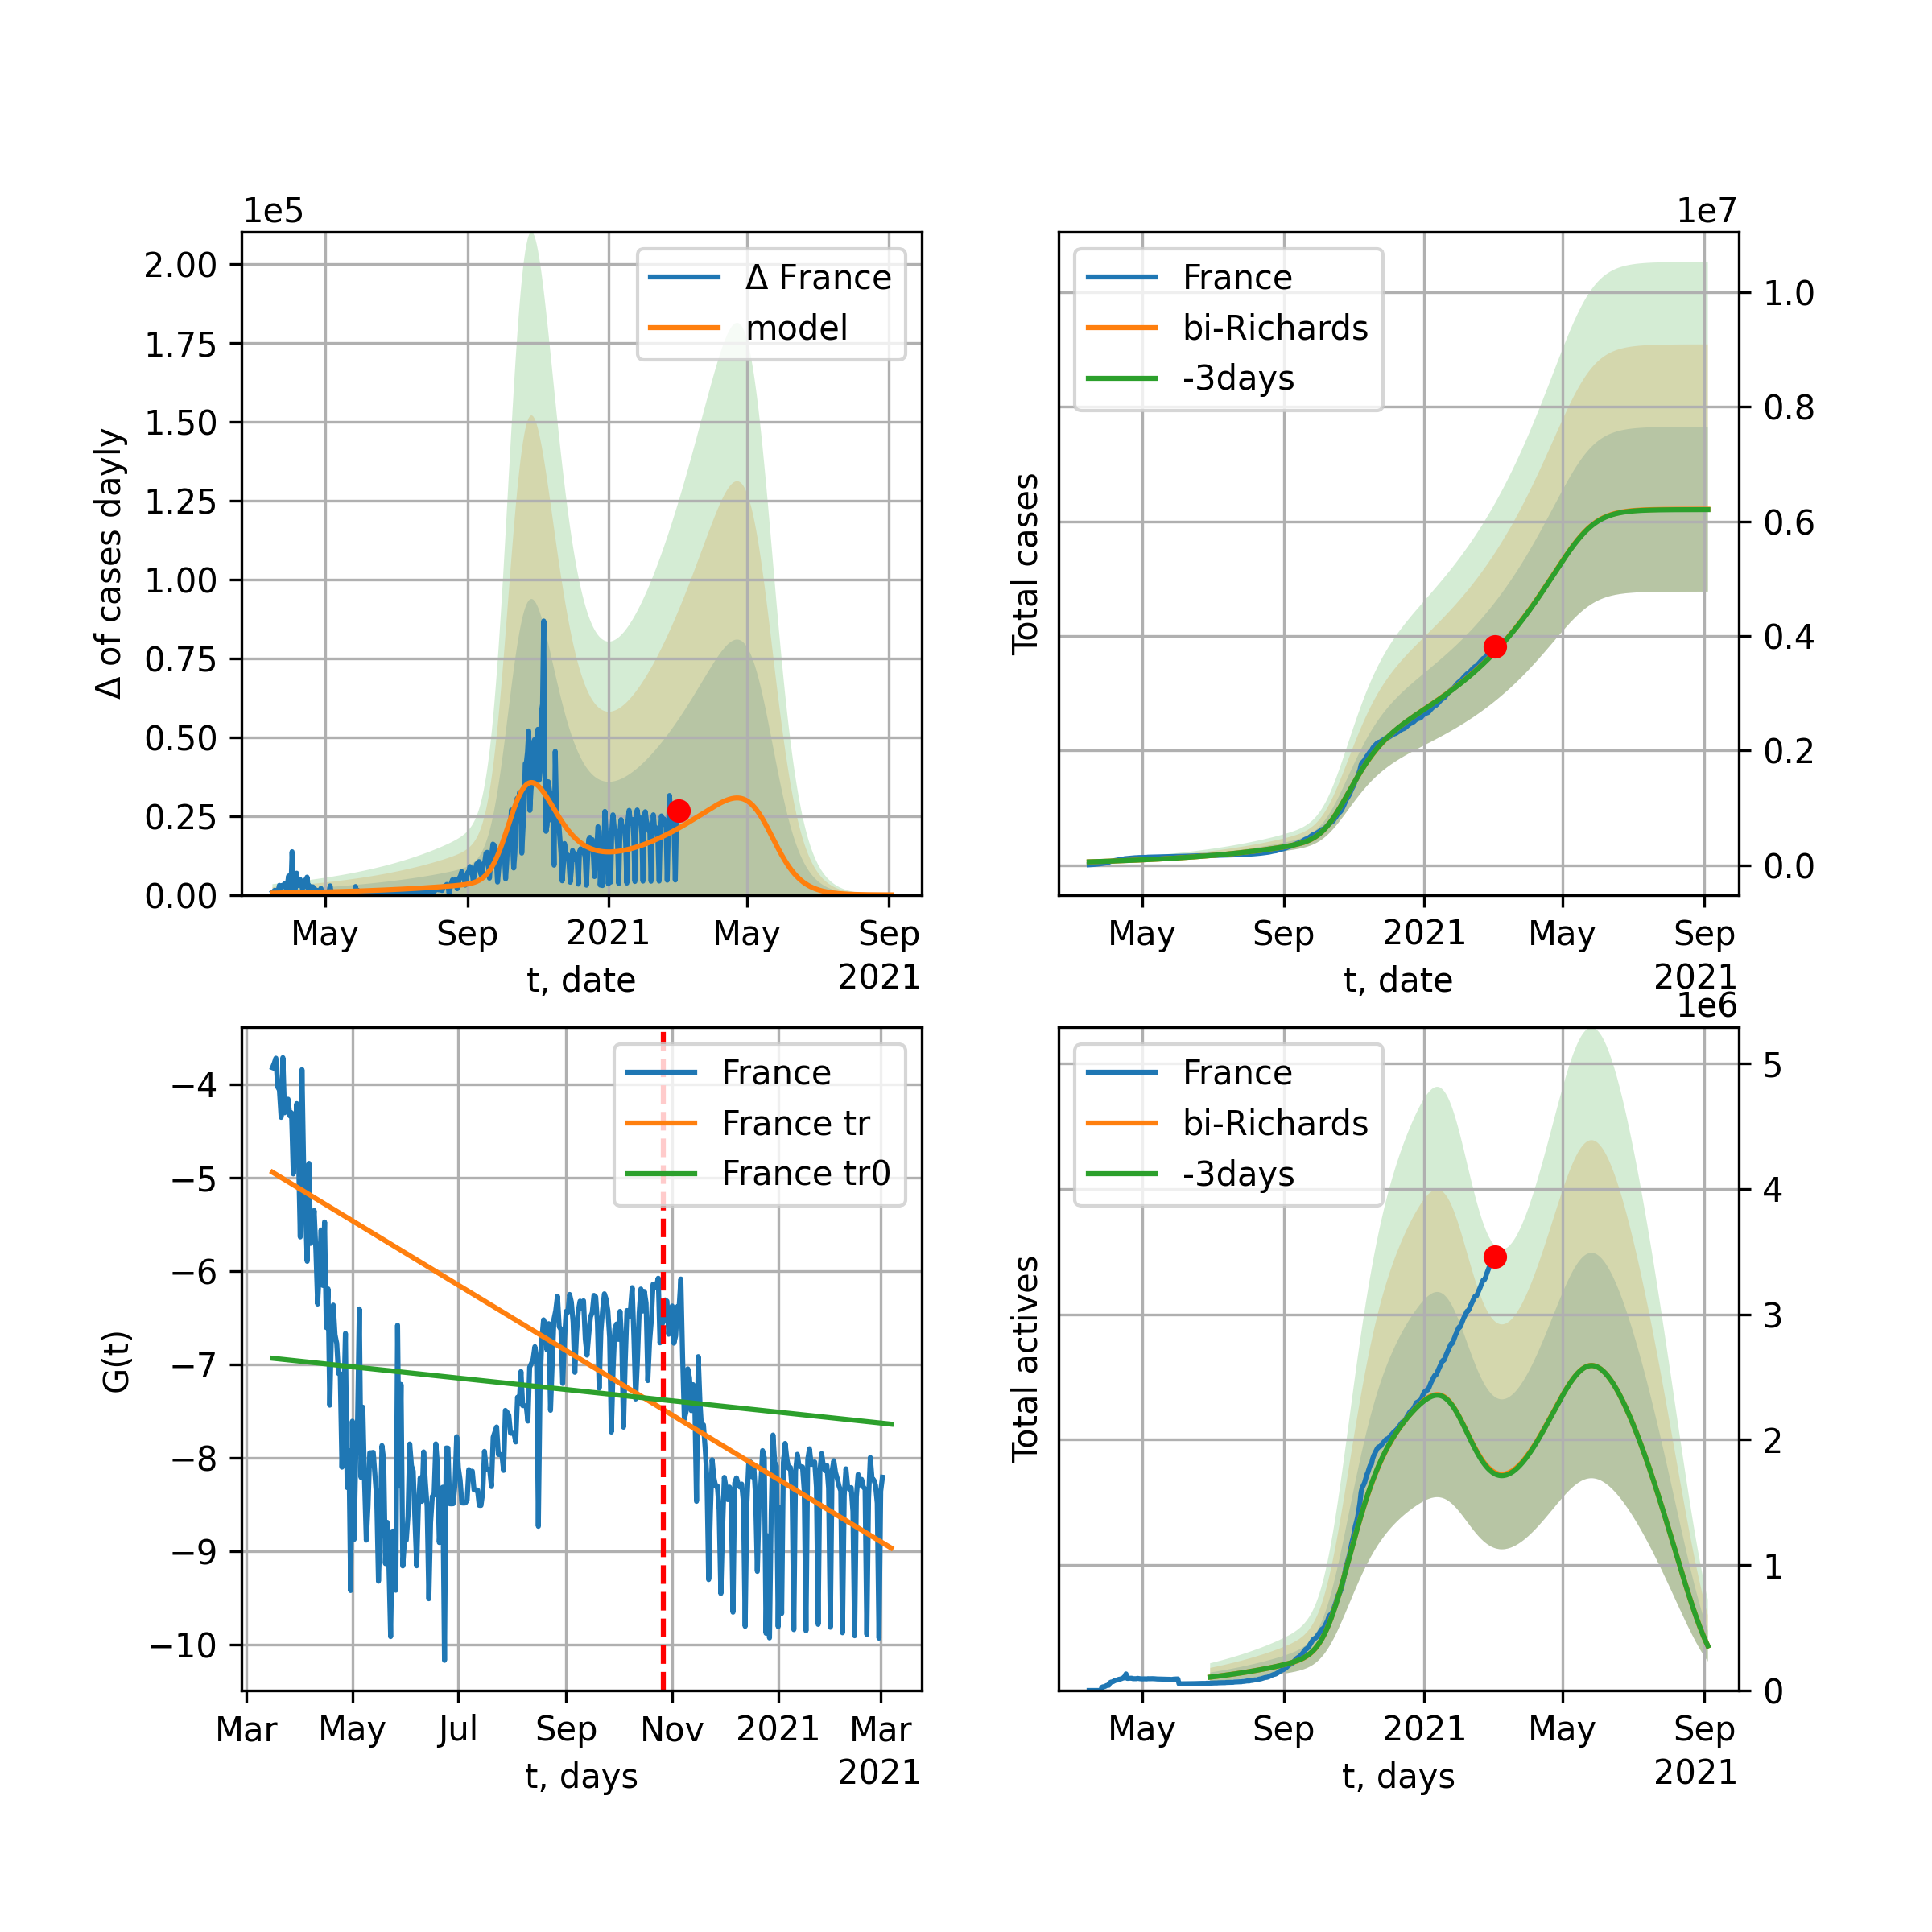 1e5
2.00
1.75
1.50
1.25
1.00
0.75
0.50
0.25
0.00
Δ of cases dayly
Δ France
model
May Sep 2021 May Sep
t, date
2021
1e7
1.0
0.8
0.6
0.4
0.2
0.0
Total cases
France
bi-Richards
-3days
May Sep 2021 May Sep
t, date
2021
−4
−5
−6
−7
−8
−9
−10
G(t)
France
France tr
France tr0
Mar May Jul Sep Nov 2021 Mar
t, days
2021
1e6
5
4
3
2
1
0
Total actives
France
bi-Richards
-3days
May Sep 2021 May Sep
t, days
2021